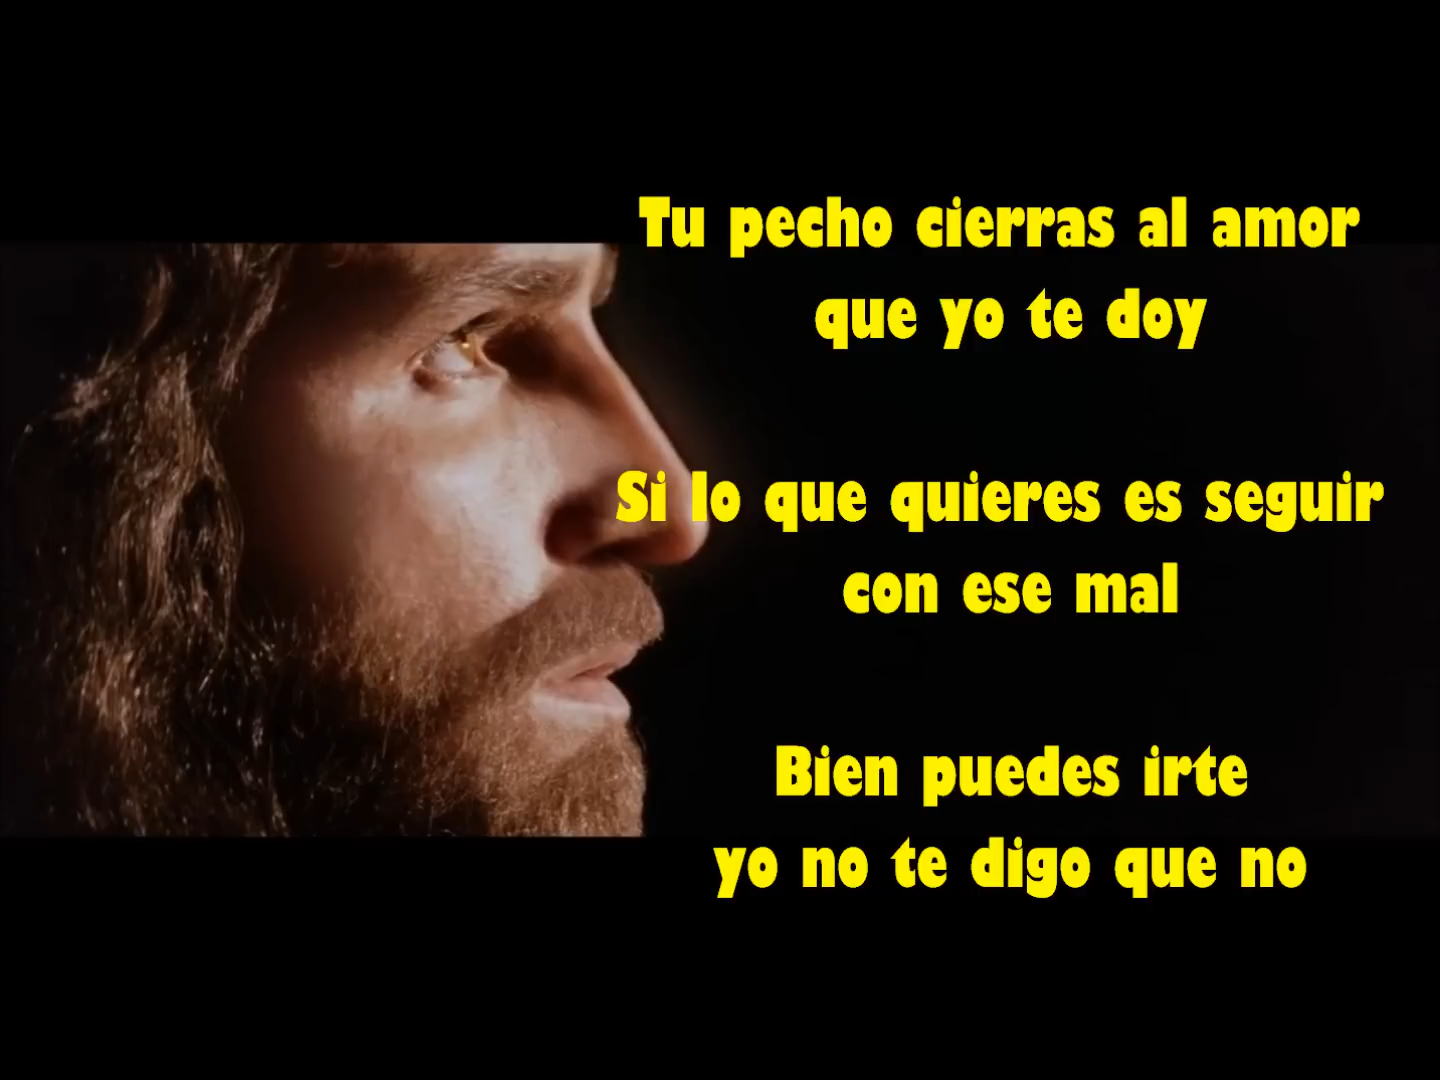 Tu pecho cierras al amor
que yo te doy
Si lo que quieres es seguir
con ese mal
Bien puedes irte
yo no te digo que no